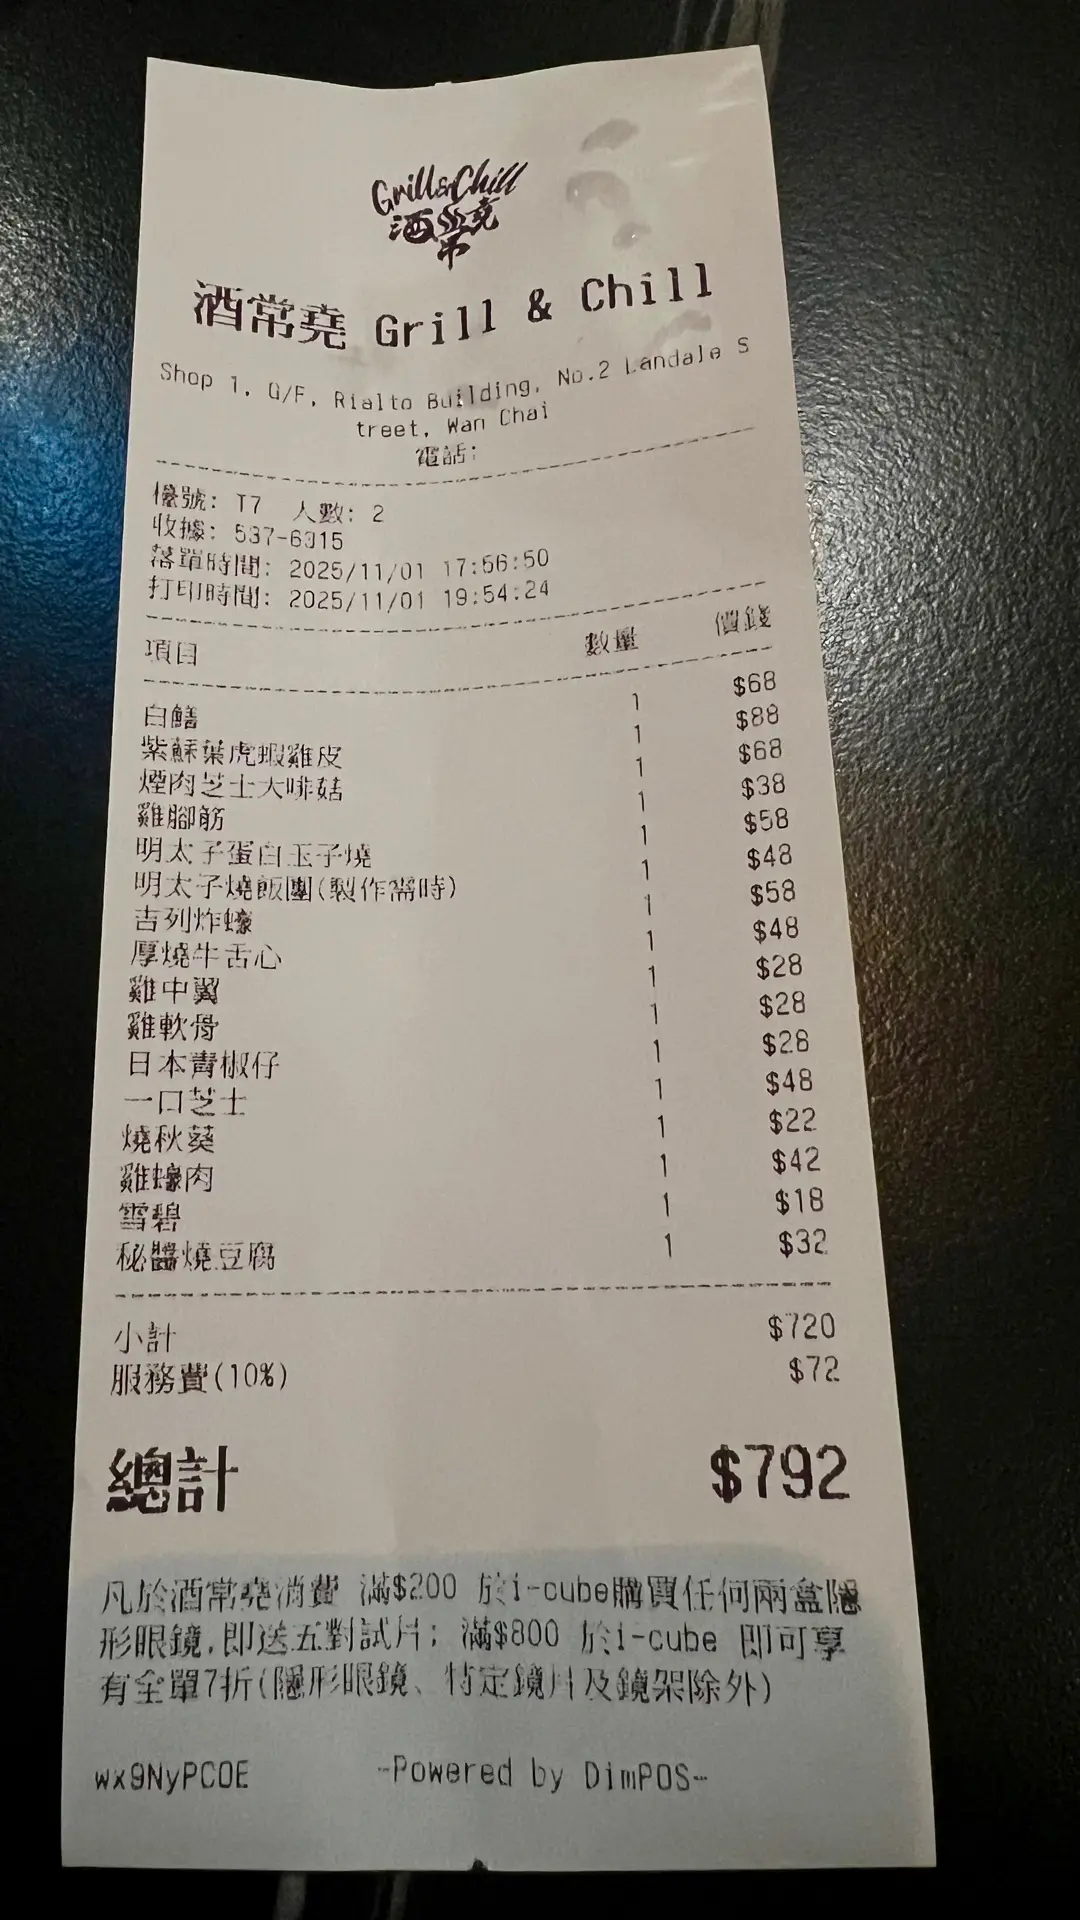 Grill&Chill
酒常堯
酒常堯 Grill & Chill
Shop 1, G/F, Rialto Building, No.2 Landale S
treet, Wan Chai
電話:
檯號: T7 人數: 2
收據: 537-6315
落單時間: 2025/11/01 17:56:50
打印時間: 2025/11/01 19:54:24
項目 數量 價錢
白鱔 1 $68
紫蘇葉虎蝦雞皮 1 $88
煙肉芝士大啡菇 1 $68
雞腳筋 1 $38
明太子蛋白玉子燒 1 $58
明太子燒飯團(製作需時) 1 $48
吉列炸蠔 1 $58
厚燒牛舌心 1 $48
雞中翼 1 $28
雞軟骨 1 $28
日本青椒仔 1 $28
一口芝士 1 $48
燒秋葵 1 $22
雞蠔肉 1 $42
雪碧 1 $18
秘醬燒豆腐 1 $32
小計 $720
服務費(10%) $72
總計 $792
凡於酒常堯消費 滿$200 於i-cube購買任何兩盒隱
形眼鏡,即送五對試片; 滿$800 於i-cube 即可享
有全單7折(隱形眼鏡、特定鏡片及鏡架除外)
wx9NyPCOE -Powered by DimPOS-